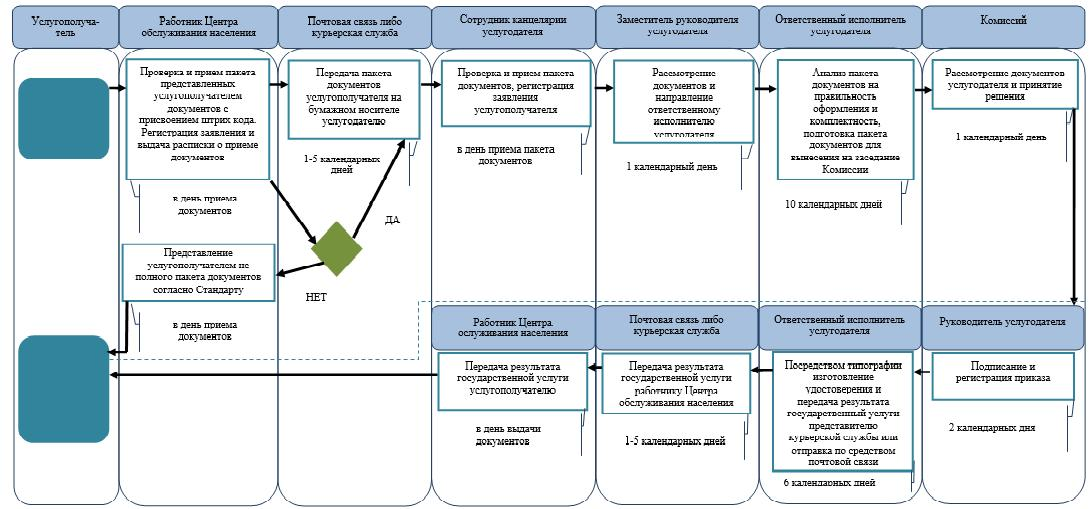 Услугополуча-
тель
Работник Центра
обслуживания населения
Почтовая связь либо
курьерская служба
Сотрудник канцелярии
услугодателя
Заместитель руководителя
услугодателя
Ответственный исполнитель
услугодателя
Комиссий
Проверка и прием пакета
представленных
услугополучателем
документов с
присвоением штрих кода.
Регистрация заявления и
выдача расписки о приеме
документов
в день приема
документов
Передача пакета
документов
услугополучателя на
бумажном носителе
услугодателю
1-5 календарных
дней
Проверка и прием пакета
документов, регистрация
заявления
услугополучателя
в день приема пакета
документов
Рассмотрение
документов и
направление
ответственному
исполнителю
услугодателя
1 календарный день
Анализ пакета
документов на
правильность
оформления и
комплектность,
подготовка пакета
документов для
вынесения на заседание
Комиссии
10 календарных дней
Рассмотрение документов
услугодателя и принятие
решения
1 календарный день
ДА
НЕТ
Представление
услугополучателем не
полного пакета документов
согласно Стандарту
в день приема
документов
Работник Центра
ослуживания населения
Почтовая связь либо
курьерская служба
Ответственный исполнитель
услугодателя
Руководитель услугодателя
Передача результата
государственной услуги
услугополучателю
в день выдачи
документов
Передача результата
государственной услуги
работнику Центра
обслуживания населения
1-5 календарных дней
Посредством типографии
изготовление
удостоверения и
передача результата
государственный услуги
представителю
курьерской службы или
отправка по средством
почтовой связи
6 календарных дней
Подписание и
регистрация приказа
2 календарных дня